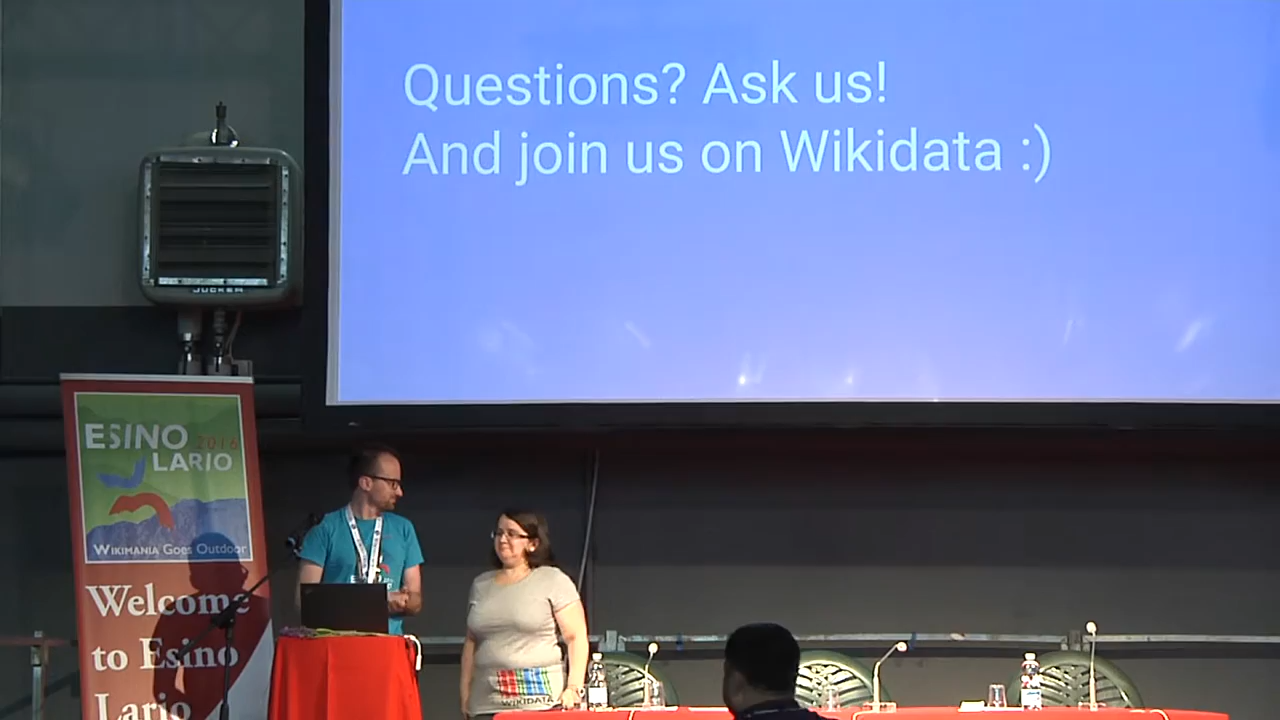 Questions? Ask us!
And join us on Wikidata :)
JUCKER
ESINO 2016
LARIO
WIKIMANIA Goes Outdoor
Welcome
to Esino
Lario
WIKIDATA